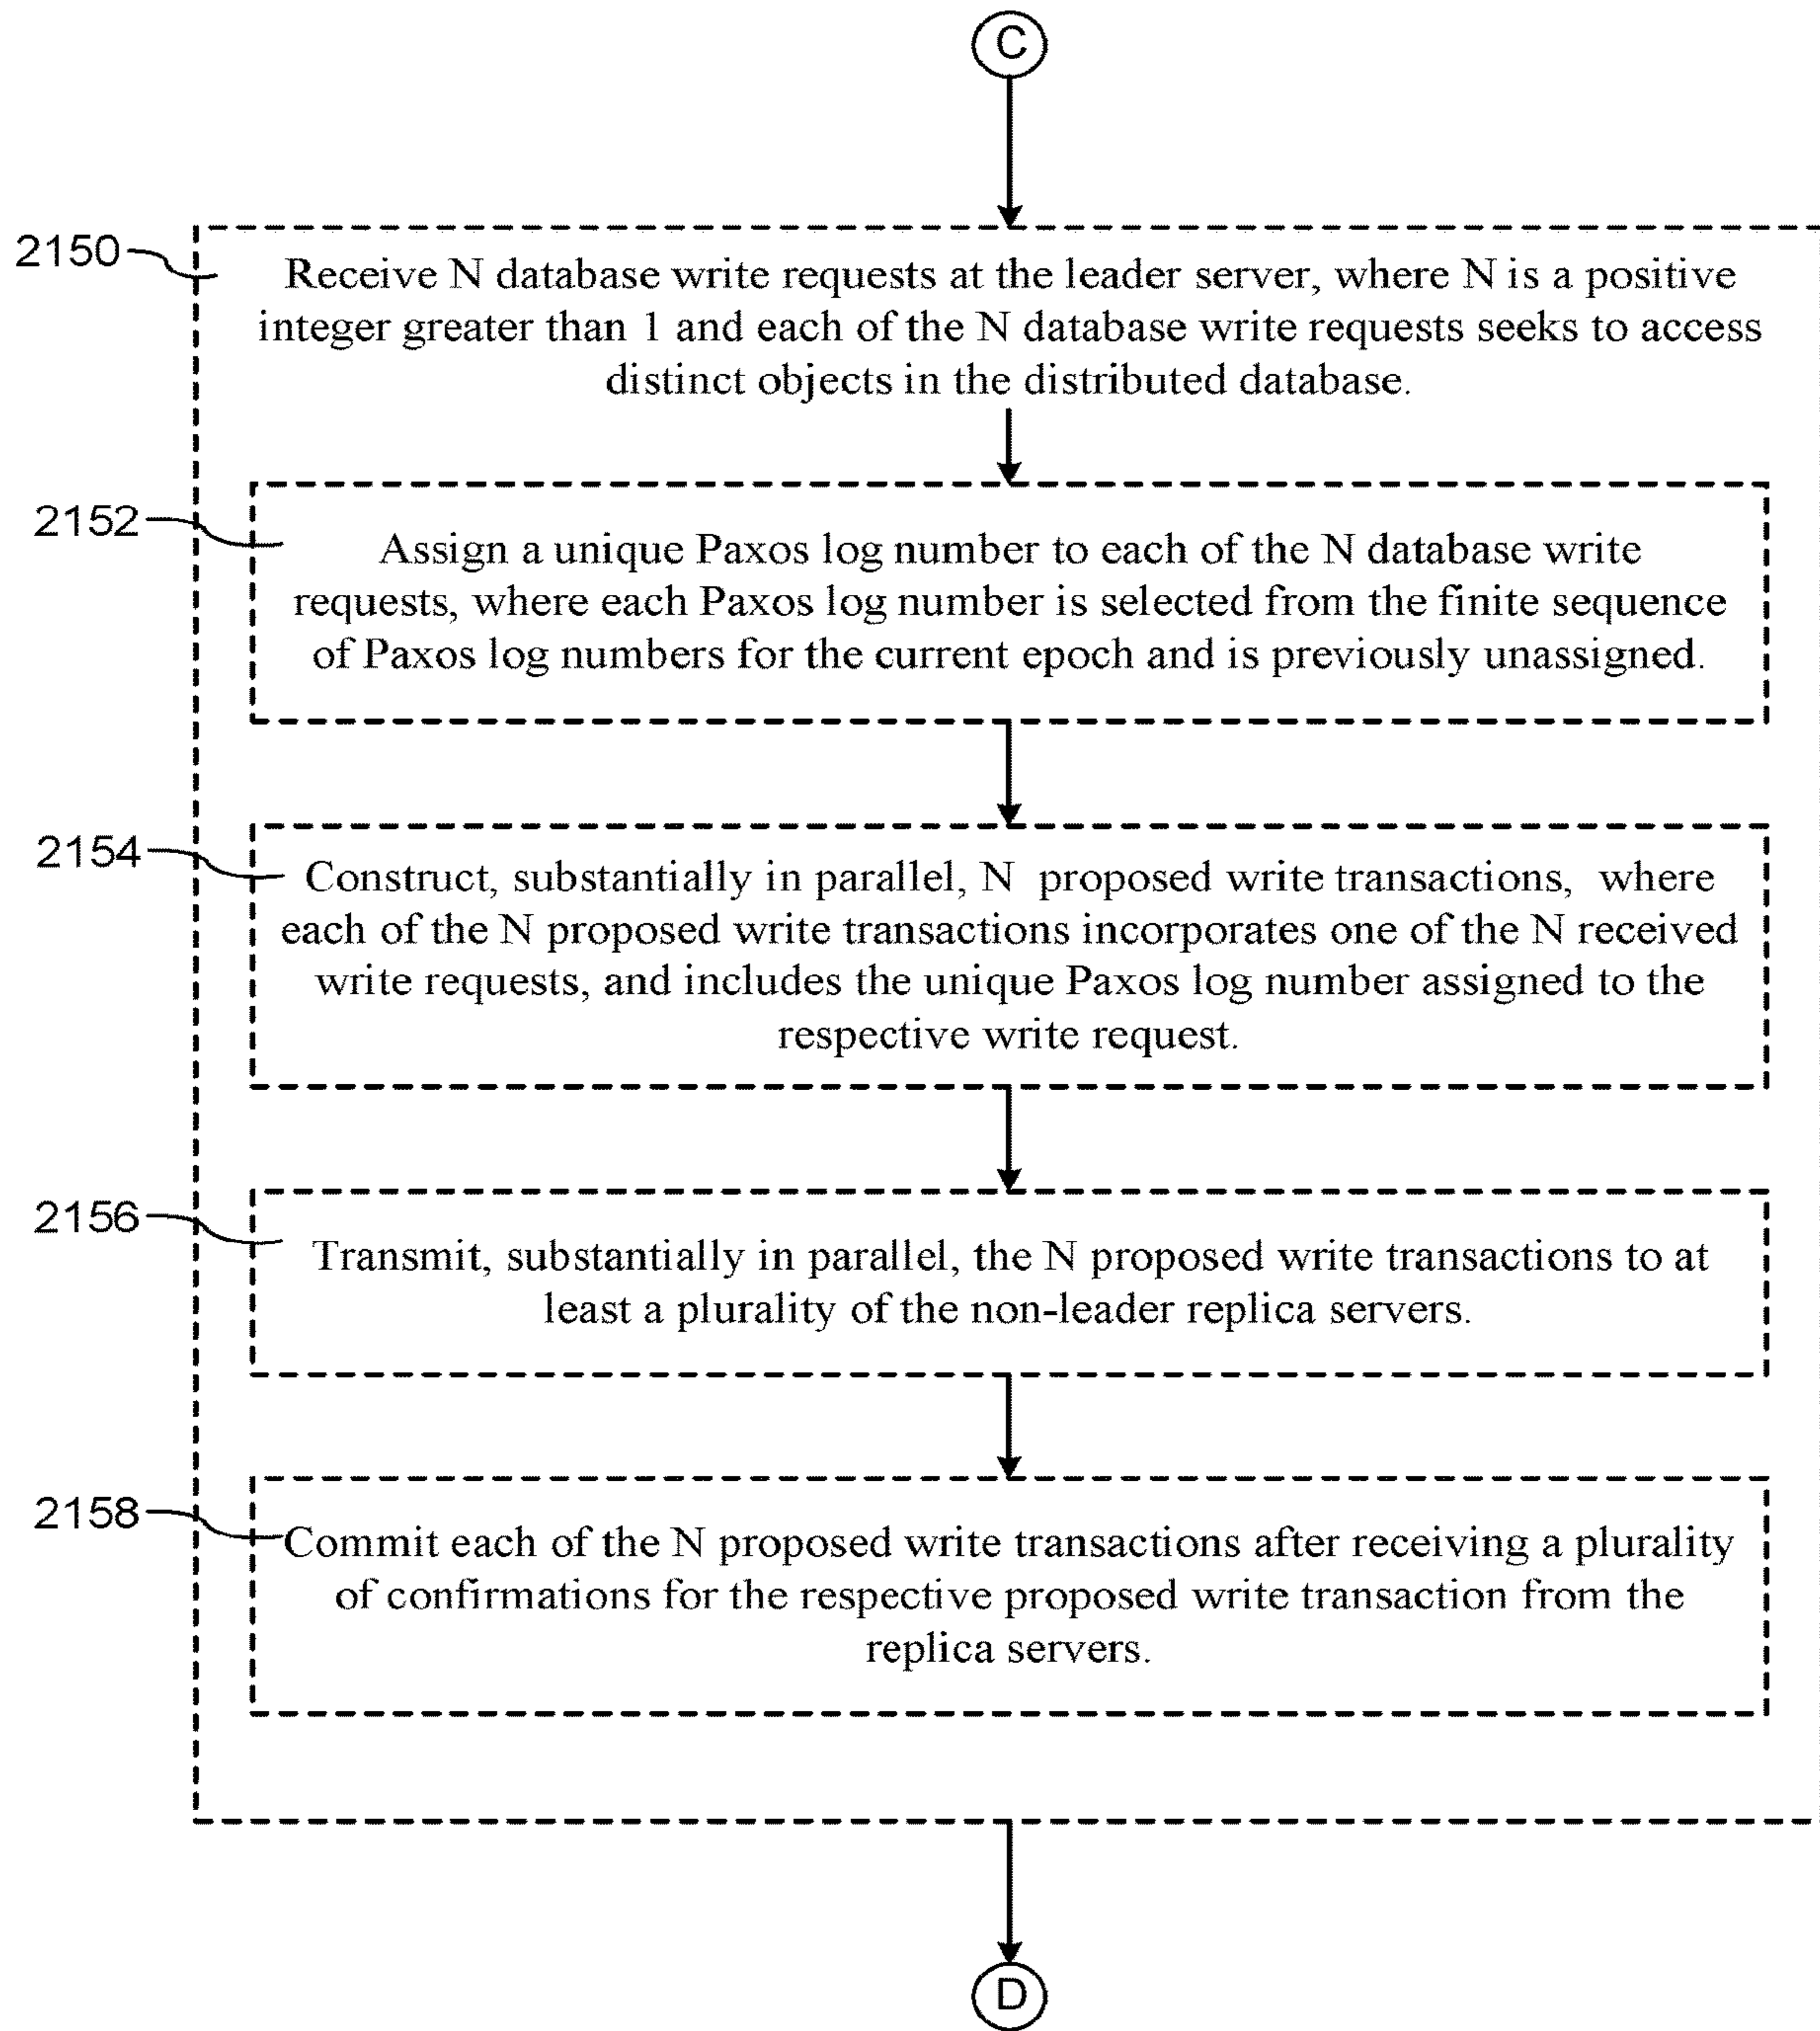 C
2150
Receive N database write requests at the leader server, where N is a positive
integer greater than 1 and each of the N database write requests seeks to access
distinct objects in the distributed database.
2152
Assign a unique Paxos log number to each of the N database write
requests, where each Paxos log number is selected from the finite sequence
of Paxos log numbers for the current epoch and is previously unassigned.
2154
Construct, substantially in parallel, N proposed write transactions, where
each of the N proposed write transactions incorporates one of the N received
write requests, and includes the unique Paxos log number assigned to the
respective write request.
2156
Transmit, substantially in parallel, the N proposed write transactions to at
least a plurality of the non-leader replica servers.
2158
Commit each of the N proposed write transactions after receiving a plurality
of confirmations for the respective proposed write transaction from the
replica servers.
D